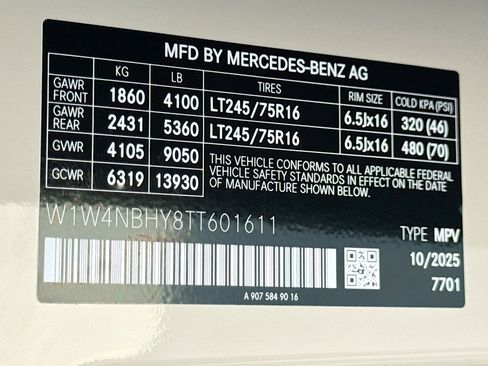 MFD BY MERCEDES-BENZ AG
KG LB TIRES RIM SIZE COLD KPA (PSI)
GAWR FRONT 1860 4100 LT245/75R16 6.5Jx16 320 (46)
GAWR REAR 2431 5360 LT245/75R16 6.5Jx16 480 (70)
GVWR 4105 9050
GCWR 6319 13930
THIS VEHICLE CONFORMS TO ALL APPLICABLE FEDERAL
VEHICLE SAFETY STANDARDS IN EFFECT ON THE DATE
OF MANUFACTURE SHOWN BELOW.
W1W4NBHY8TT601611
TYPE MPV
10/2025
7701
A 907 584 90 16